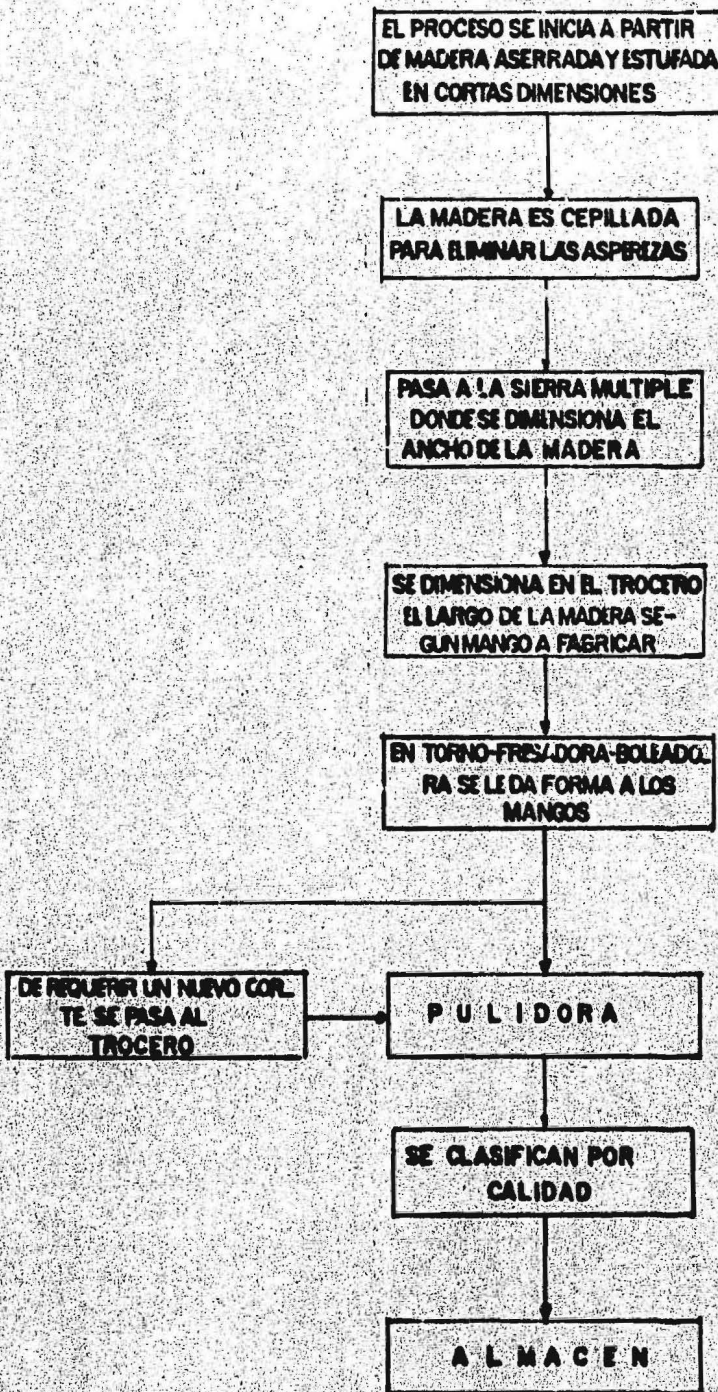 EL PROCESO SE INICIA A PARTIR
DE MADERA ASERRADA Y ESTUFADA
EN CORTAS DIMENSIONES
LA MADERA ES CEPILLADA
PARA ELIMINAR LAS ASPEREZAS
PASA A LA SIERRA MULTIPLE
DONDE SE DIMENSIONA EL
ANCHO DE LA MADERA
SE DIMENSIONA EN EL TROCERO
EL LARGO DE LA MADERA SE-
GUN MANGO A FABRICAR
EN TORNO-FRESADORA-BOLEADO_
RA SE LE DA FORMA A LOS
MANGOS
DE REQUERIR UN NUEVO COR_
TE SE PASA AL
TROCERO
PULIDORA
SE CLASIFICAN POR
CALIDAD
ALMACEN